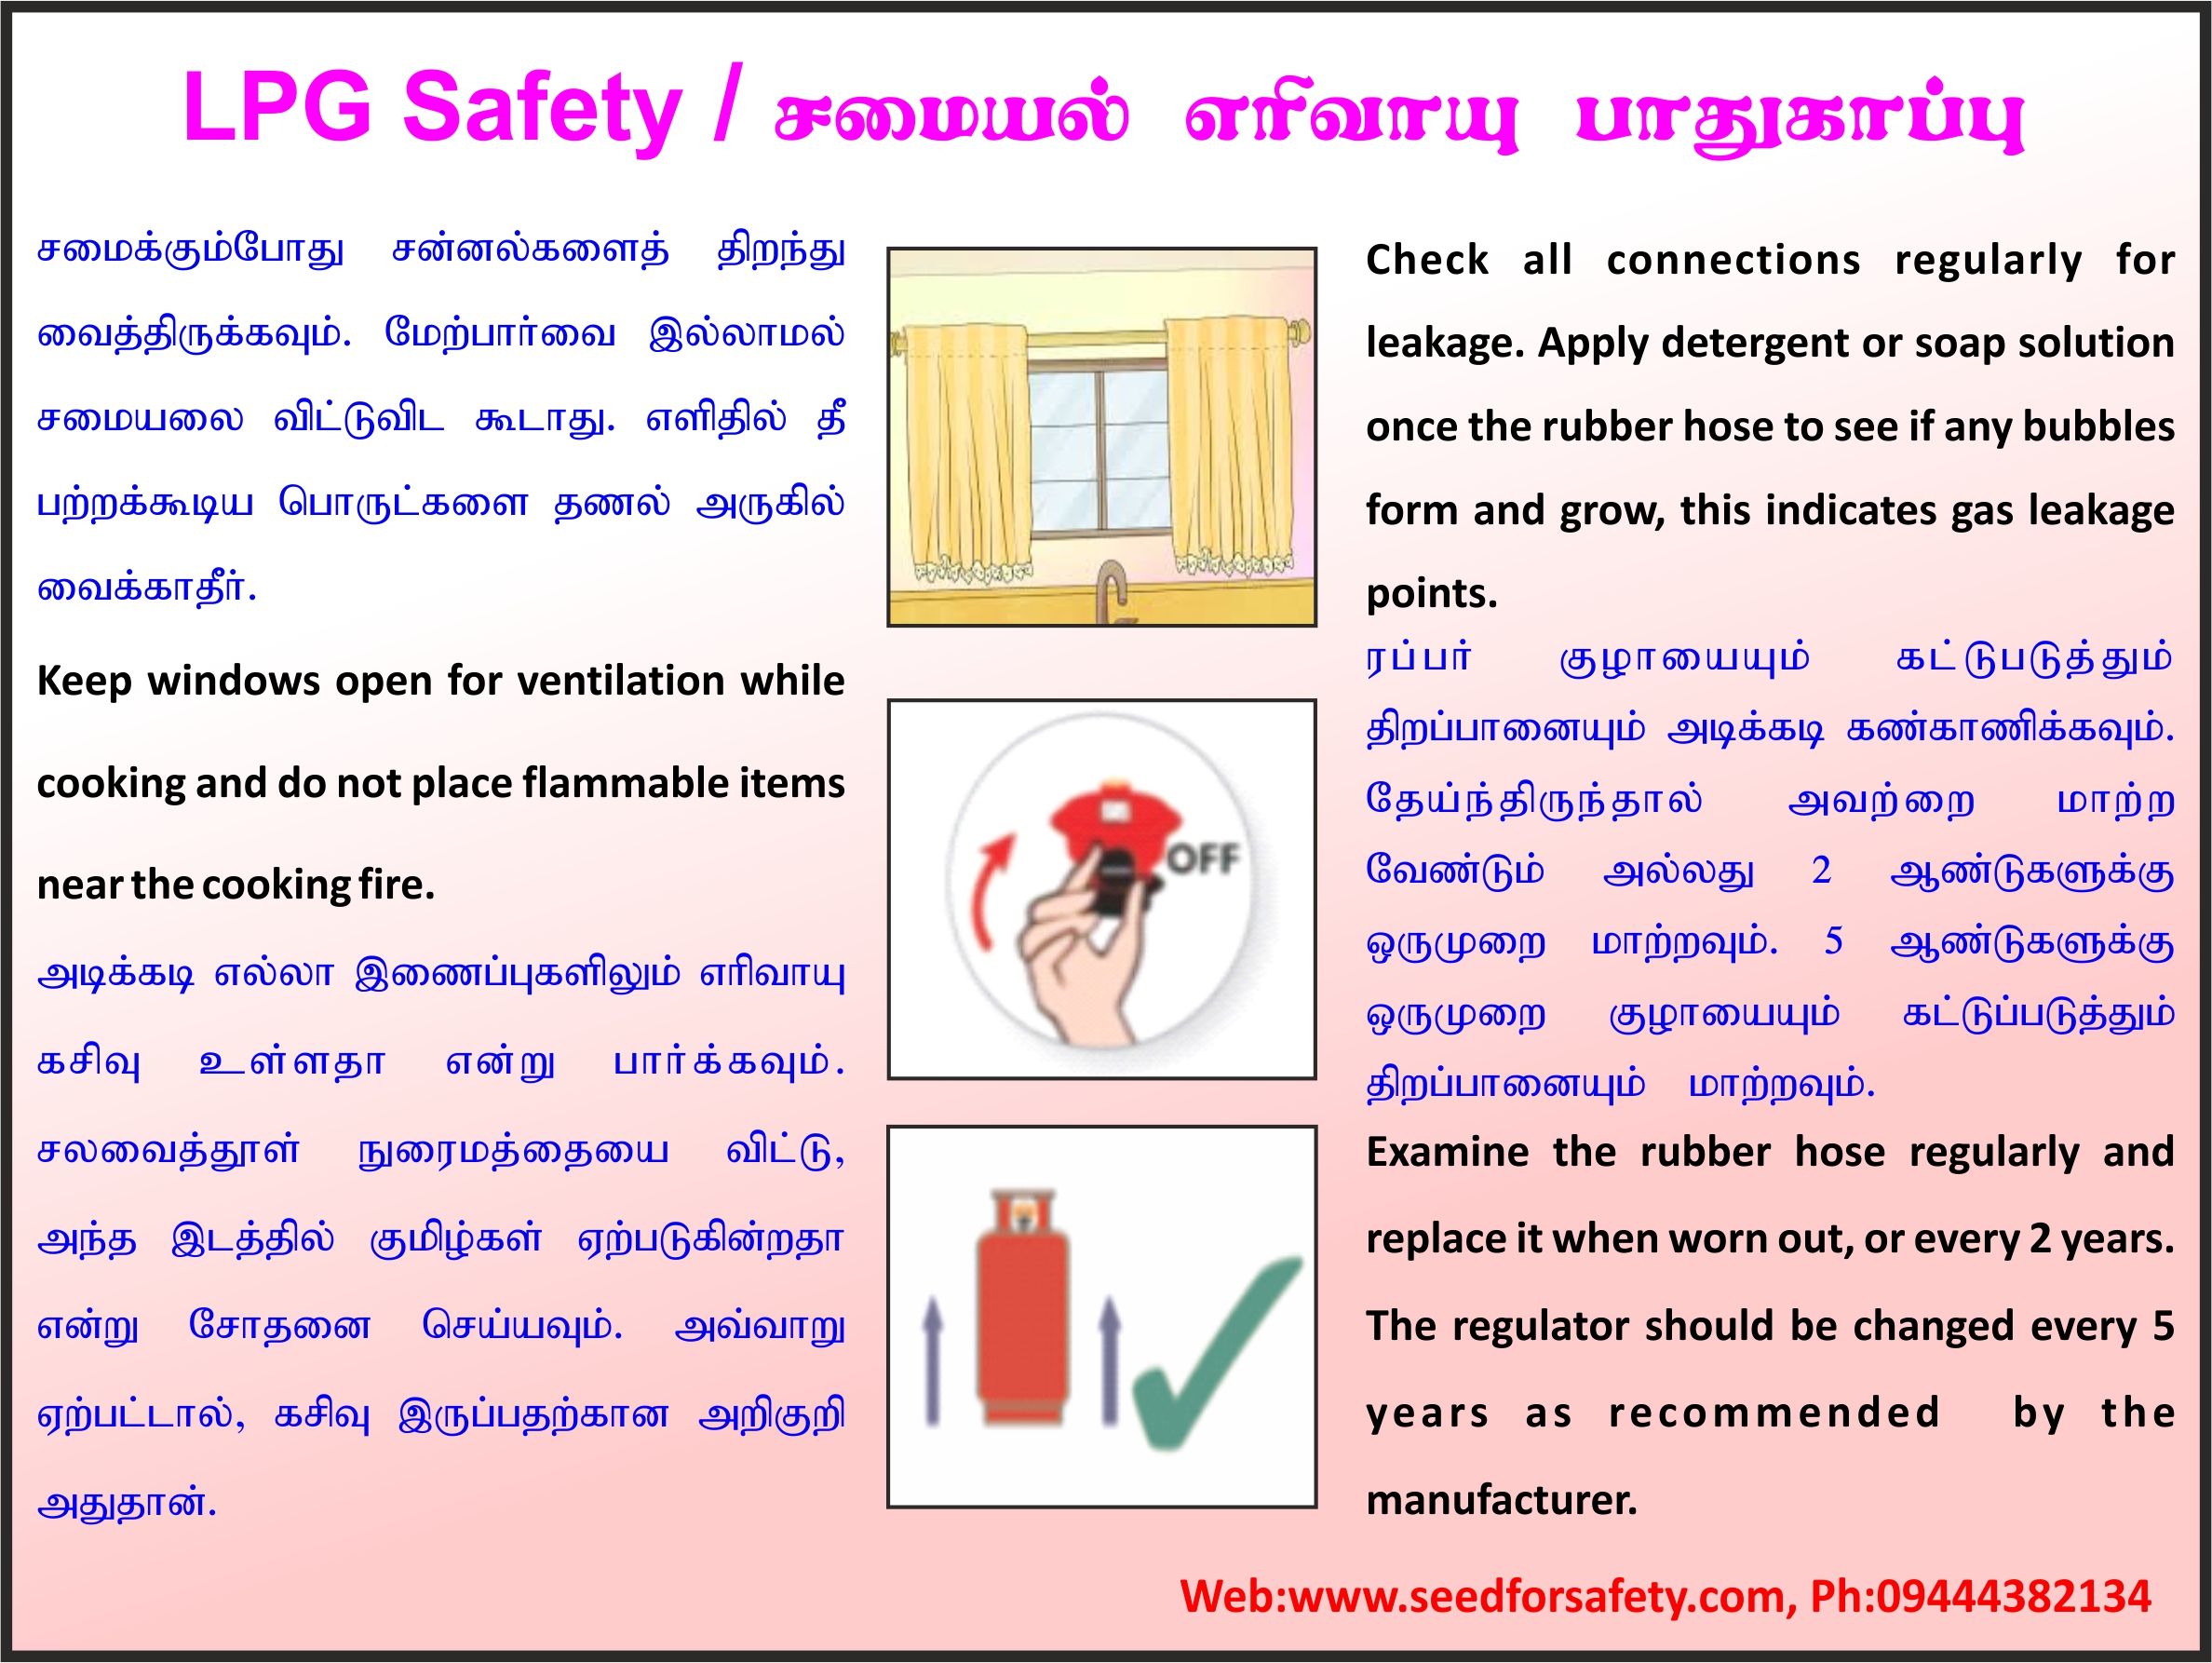 LPG Safety / சமையல் எரிவாயு பாதுகாப்பு
சமைக்கும்போது சன்னல்களைத் திறந்து
வைத்திருக்கவும். மேற்பார்வை இல்லாமல்
சமையலை விட்டுவிட கூடாது. எளிதில் தீ
பற்றக்கூடிய பொருட்களை தணல் அருகில்
வைக்காதீர்.
Keep windows open for ventilation while
cooking and do not place flammable items
near the cooking fire.
அடிக்கடி எல்லா இணைப்புகளிலும் எரிவாயு
கசிவு உள்ளதா என்று பார்க்கவும்.
சலவைத்தூள் நுரைமத்தையை விட்டு,
அந்த இடத்தில் குமிழ்கள் ஏற்படுகின்றதா
என்று சோதனை செய்யவும். அவ்வாறு
ஏற்பட்டால், கசிவு இருப்பதற்கான அறிகுறி
அதுதான்.
OFF
Check all connections regularly for
leakage. Apply detergent or soap solution
once the rubber hose to see if any bubbles
form and grow, this indicates gas leakage
points.
ரப்பர் குழாயையும் கட்டுபடுத்தும்
திறப்பானையும் அடிக்கடி கண்காணிக்கவும்.
தேய்ந்திருந்தால் அவற்றை மாற்ற
வேண்டும் அல்லது 2 ஆண்டுகளுக்கு
ஒருமுறை மாற்றவும். 5 ஆண்டுகளுக்கு
ஒருமுறை குழாயையும் கட்டுப்படுத்தும்
திறப்பானையும் மாற்றவும்.
Examine the rubber hose regularly and
replace it when worn out, or every 2 years.
The regulator should be changed every 5
years as recommended by the
manufacturer.
Web:www.seedforsafety.com, Ph:09444382134